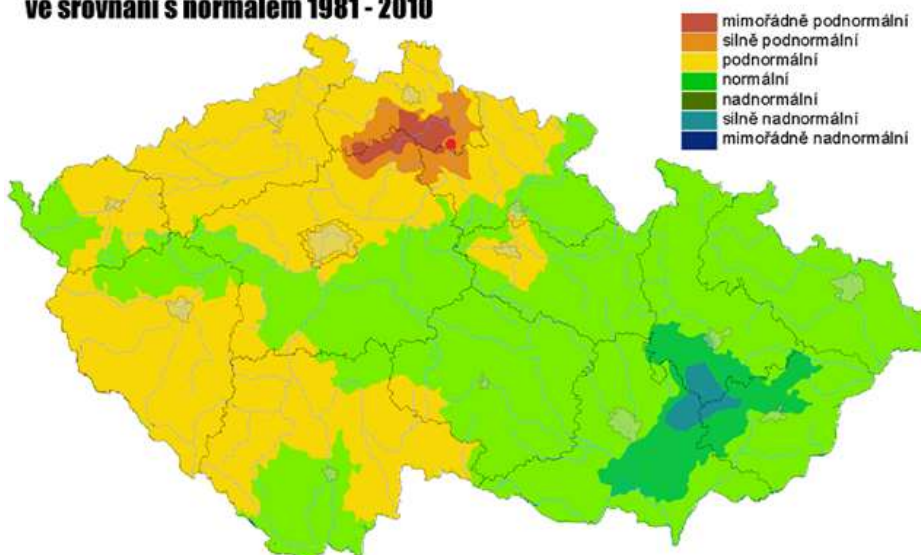 ve srovnání s normálem 1981 - 2010
mimořádně podnormální
silně podnormální
podnormální
normální
nadnormální
silně nadnormální
mimořádně nadnormální